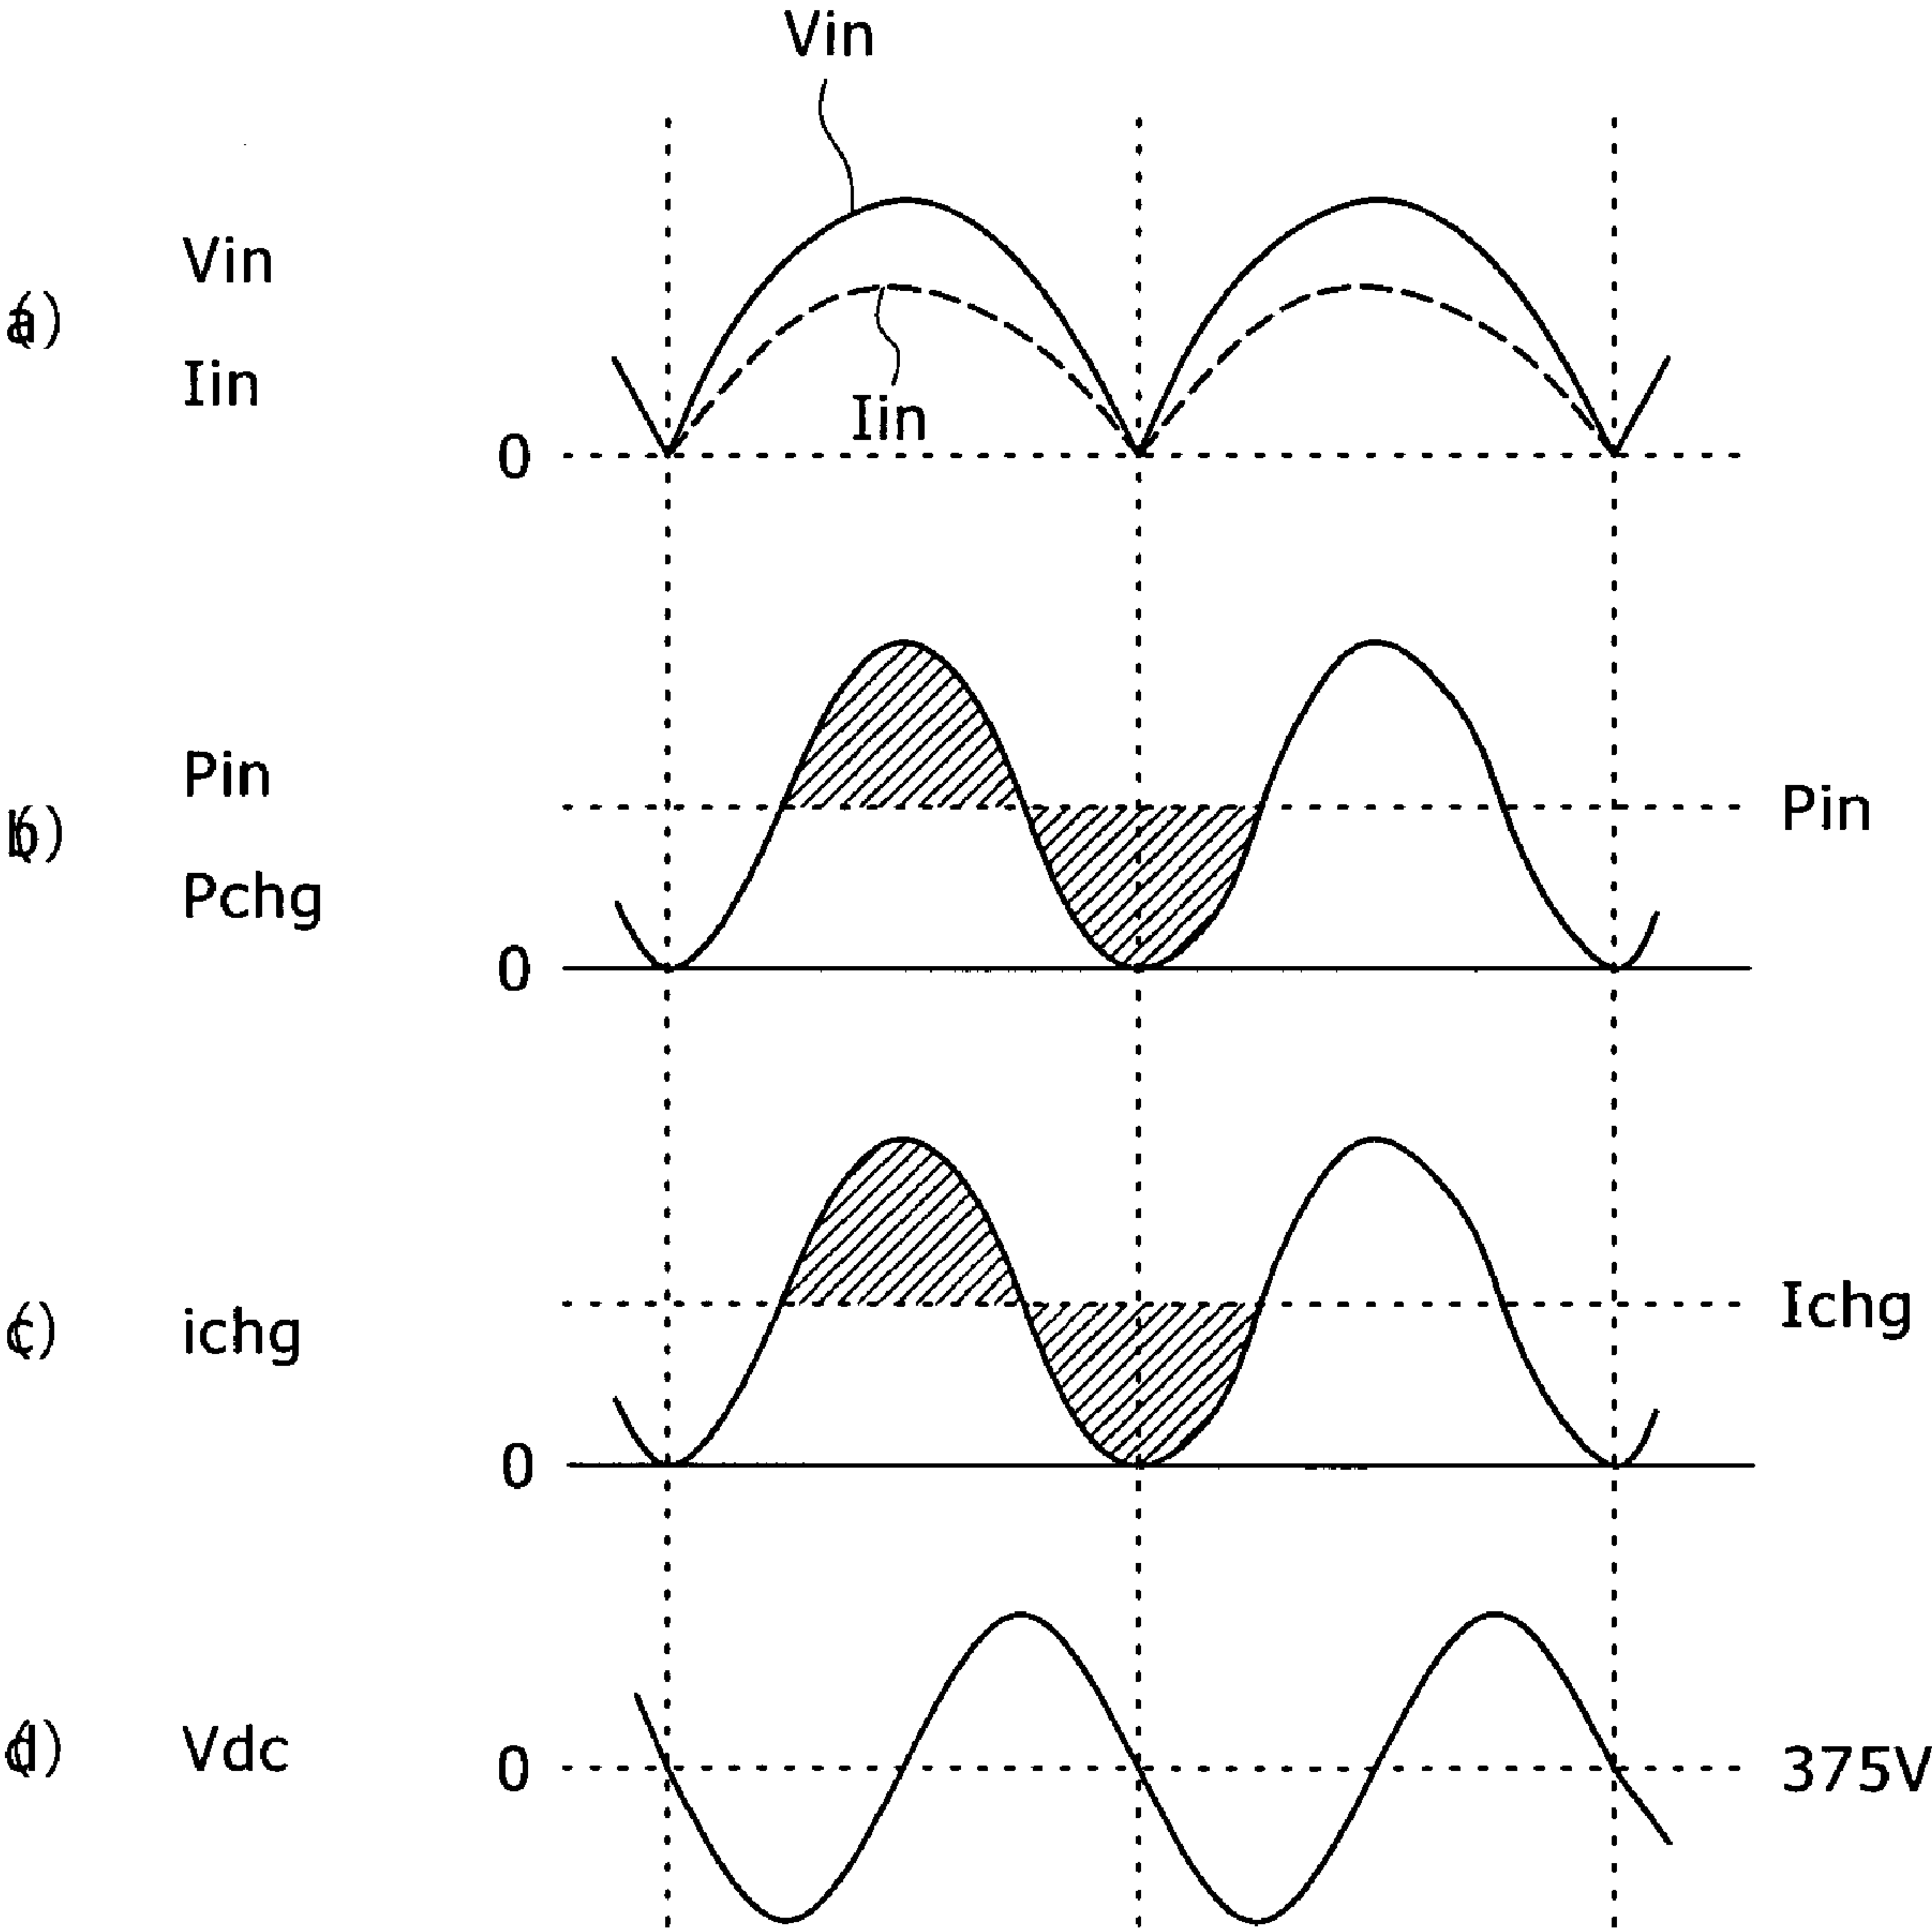 Vin
Vin
(a)
Iin
Iin
0
Pin
Pin
(b)
Pchg
0
Ichg
(c) ichg
0
(d) Vdc 0 375V